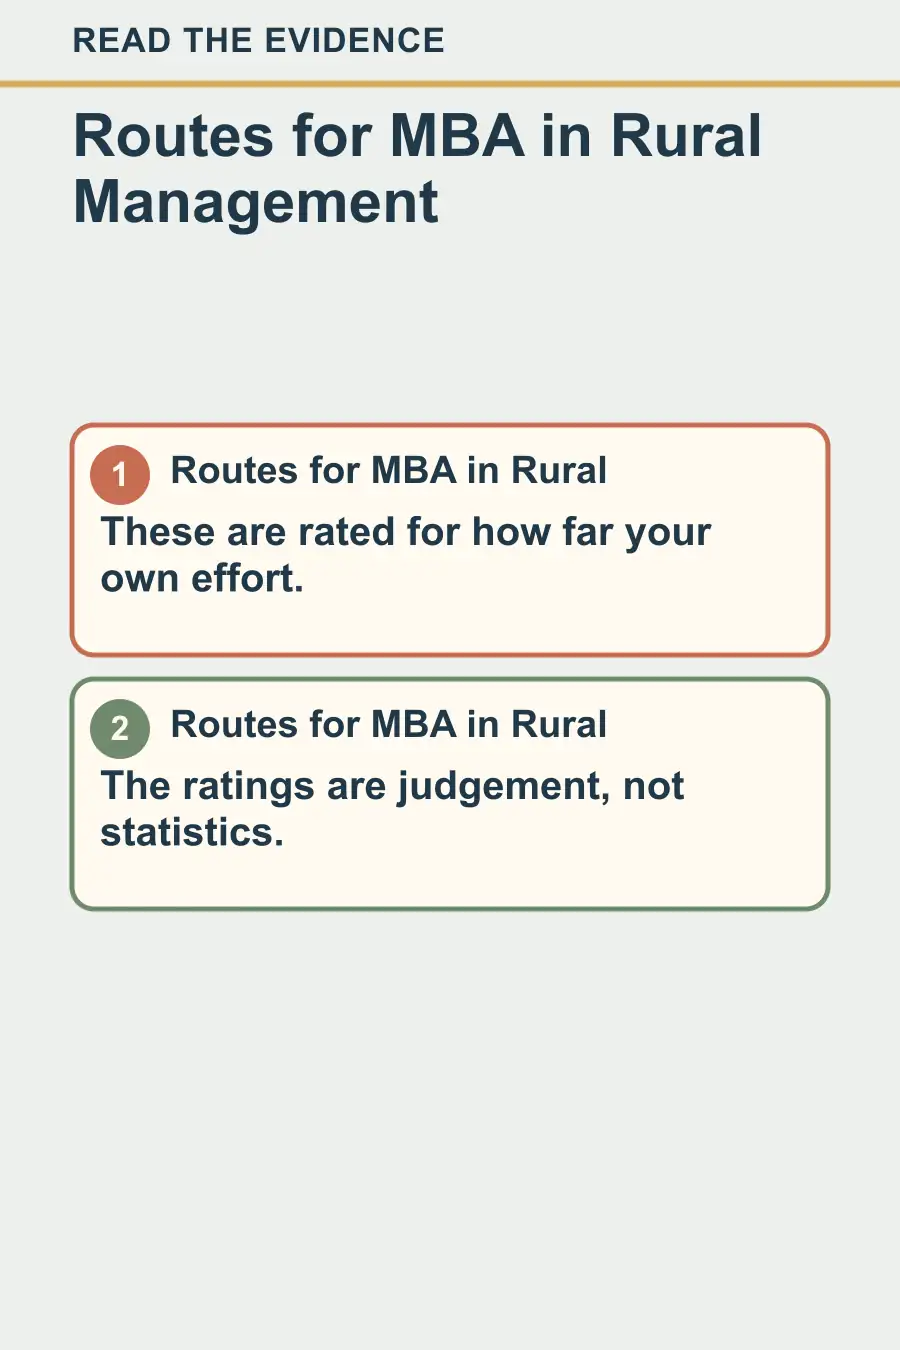 READ THE EVIDENCE
Routes for MBA in Rural
Management
1 Routes for MBA in Rural
These are rated for how far your
own effort.
2 Routes for MBA in Rural
The ratings are judgement, not
statistics.